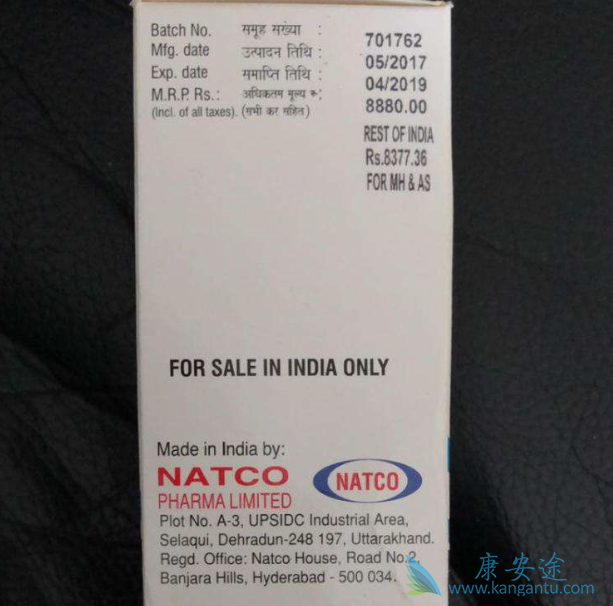 Batch No. समूह संख्या : 701762
Mfg. date उत्पादन तिथि : 05/2017
Exp. date समाप्ति तिथि : 04/2019
M.R.P. Rs.: अधिकतम मूल्य रू: 8880.00
(Incl. of all taxes). (सभी कर सहित)
REST OF INDIA
Rs.8377.36
FOR MH & AS
FOR SALE IN INDIA ONLY
Made in India by:
NATCO
PHARMA LIMITED
NATCO
Plot No. A-3, UPSIDC Industrial Area,
Selaqui, Dehradun-248 197, Uttarakhand.
Regd. Office: Natco House, Road No.2,
Banjara Hills, Hyderabad - 500 034.
康安途
www.kangantu.com